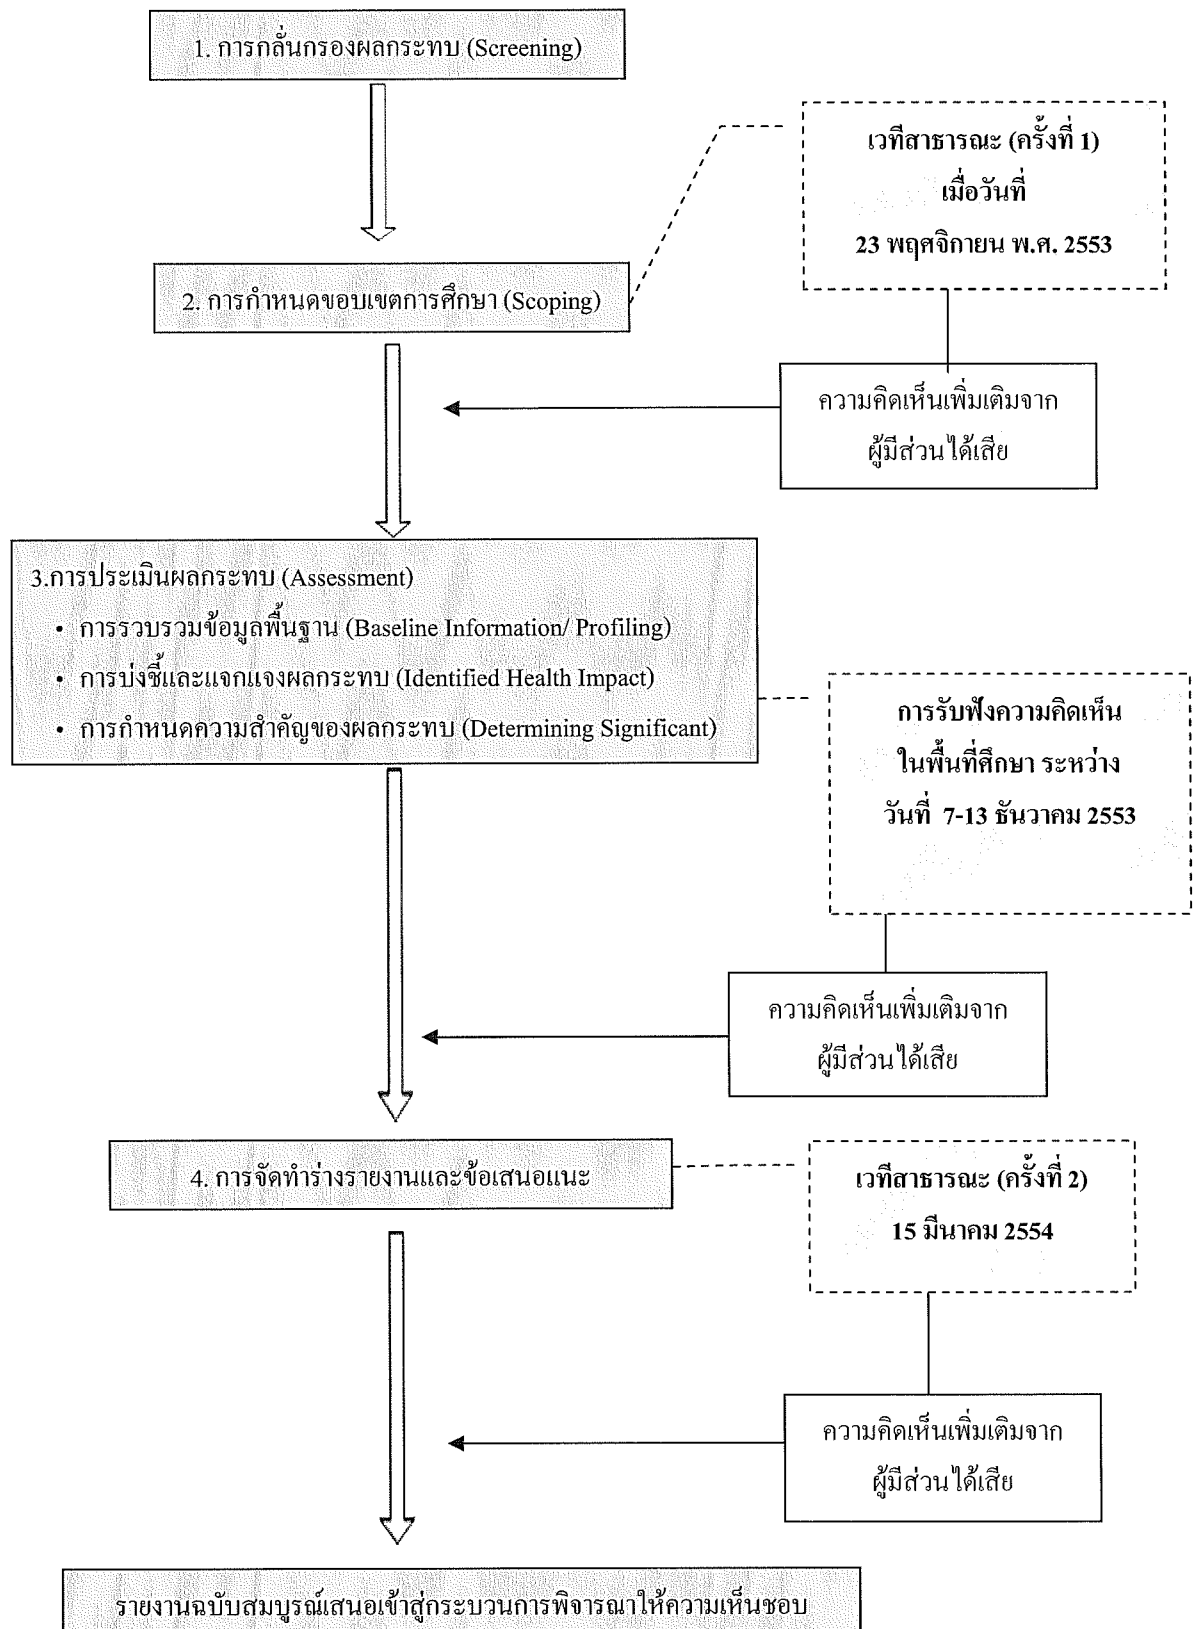 1. การกลั่นกรองผลกระทบ (Screening)
เวทีสาธารณะ (ครั้งที่ 1)
เมื่อวันที่
23 พฤศจิกายน พ.ศ. 2553
2. การกำหนดขอบเขตการศึกษา (Scoping)
ความคิดเห็นเพิ่มเติมจาก
ผู้มีส่วนได้เสีย
3.การประเมินผลกระทบ (Assessment)
• การรวบรวมข้อมูลพื้นฐาน (Baseline Information/ Profiling)
• การบ่งชี้และแจกแจงผลกระทบ (Identified Health Impact)
• การกำหนดความสำคัญของผลกระทบ (Determining Significant)
การรับฟังความคิดเห็น
ในพื้นที่ศึกษา ระหว่าง
วันที่ 7-13 ธันวาคม 2553
ความคิดเห็นเพิ่มเติมจาก
ผู้มีส่วนได้เสีย
4. การจัดทำร่างรายงานและข้อเสนอแนะ
เวทีสาธารณะ (ครั้งที่ 2)
15 มีนาคม 2554
ความคิดเห็นเพิ่มเติมจาก
ผู้มีส่วนได้เสีย
รายงานฉบับสมบูรณ์เสนอเข้าสู่กระบวนการพิจารณาให้ความเห็นชอบ